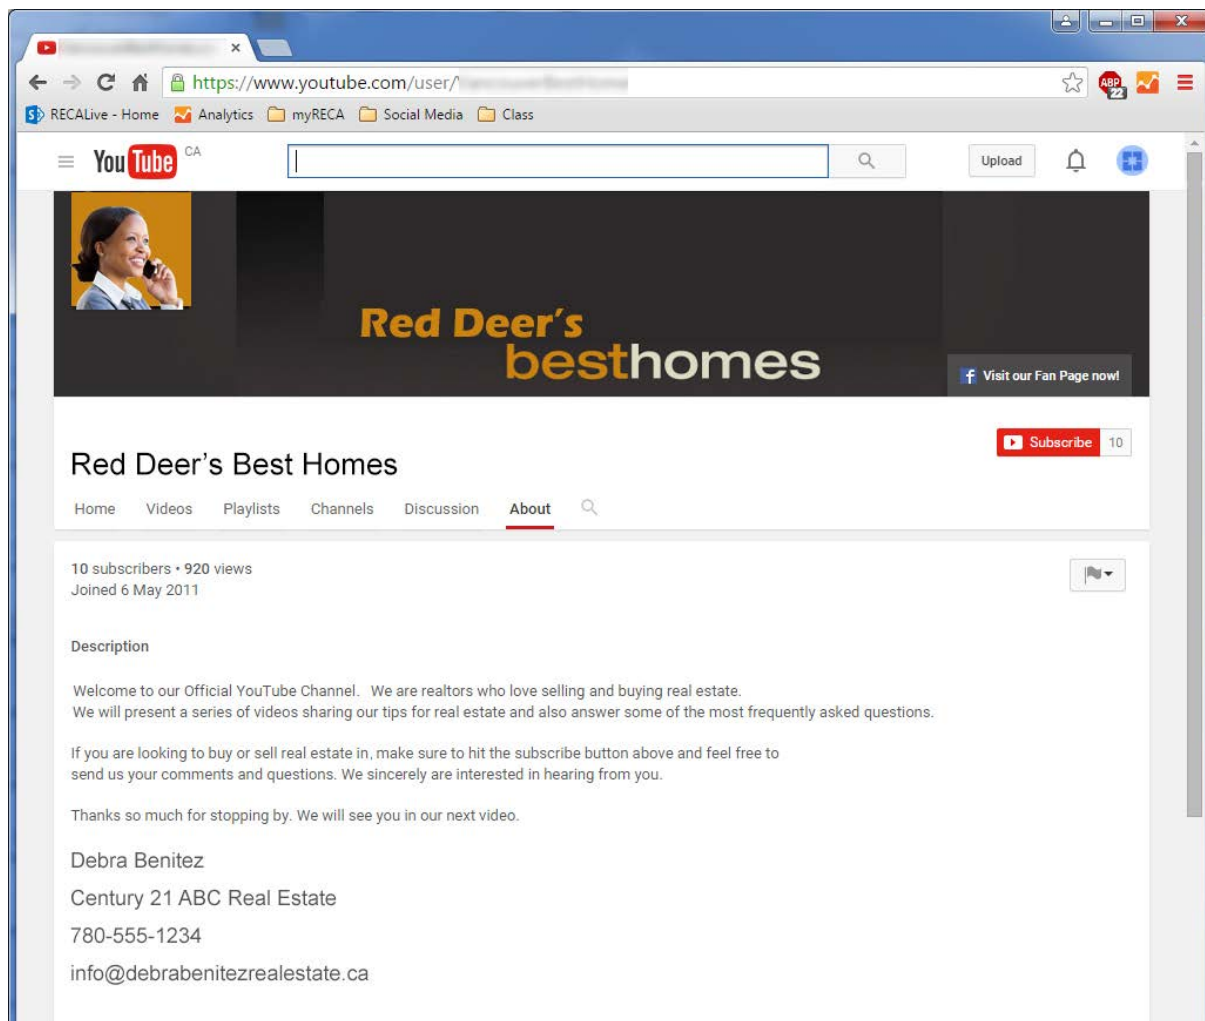 https://www.youtube.com/user/
RECALive - Home Analytics myRECA Social Media Class
ABP 22
YouTube CA
Upload
Red Deer's
besthomes
f Visit our Fan Page now!
Red Deer's Best Homes
Subscribe 10
Home Videos Playlists Channels Discussion About
10 subscribers • 920 views
Joined 6 May 2011
Description
Welcome to our Official YouTube Channel. We are realtors who love selling and buying real estate.
We will present a series of videos sharing our tips for real estate and also answer some of the most frequently asked questions.
If you are looking to buy or sell real estate in, make sure to hit the subscribe button above and feel free to
send us your comments and questions. We sincerely are interested in hearing from you.
Thanks so much for stopping by. We will see you in our next video.
Debra Benitez
Century 21 ABC Real Estate
780-555-1234
info@debrabenitezrealestate.ca